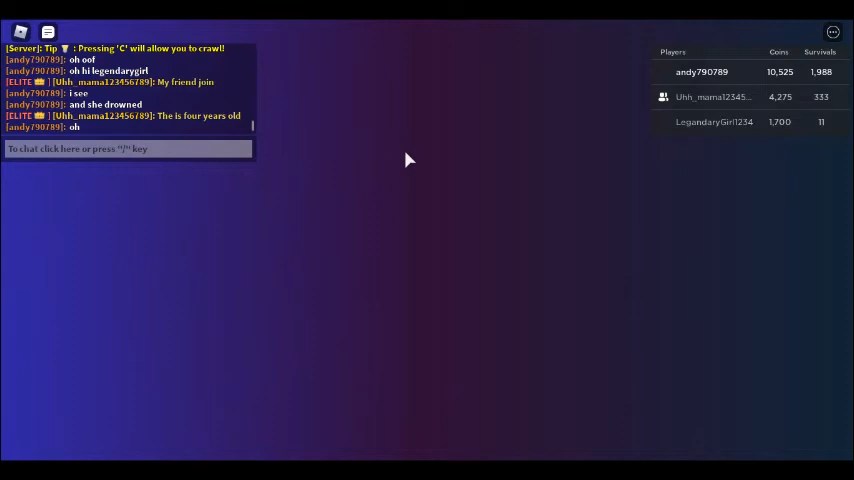 [Server]: Tip : Pressing 'C' will allow you to crawl!
[andy790789]: oh oof
[andy790789]: oh hi legendarygirl
[ELITE ] [Uhh_mama123456789]: My friend join
[andy790789]: i see
[andy790789]: and she drowned
[ELITE ] [Uhh_mama123456789]: The is four years old
[andy790789]: oh
To chat click here or press "/" key
Players Coins Survivals
andy790789 10,525 1,988
Uhh_mama12345... 4,275 333
LegandaryGirl1234 1,700 11